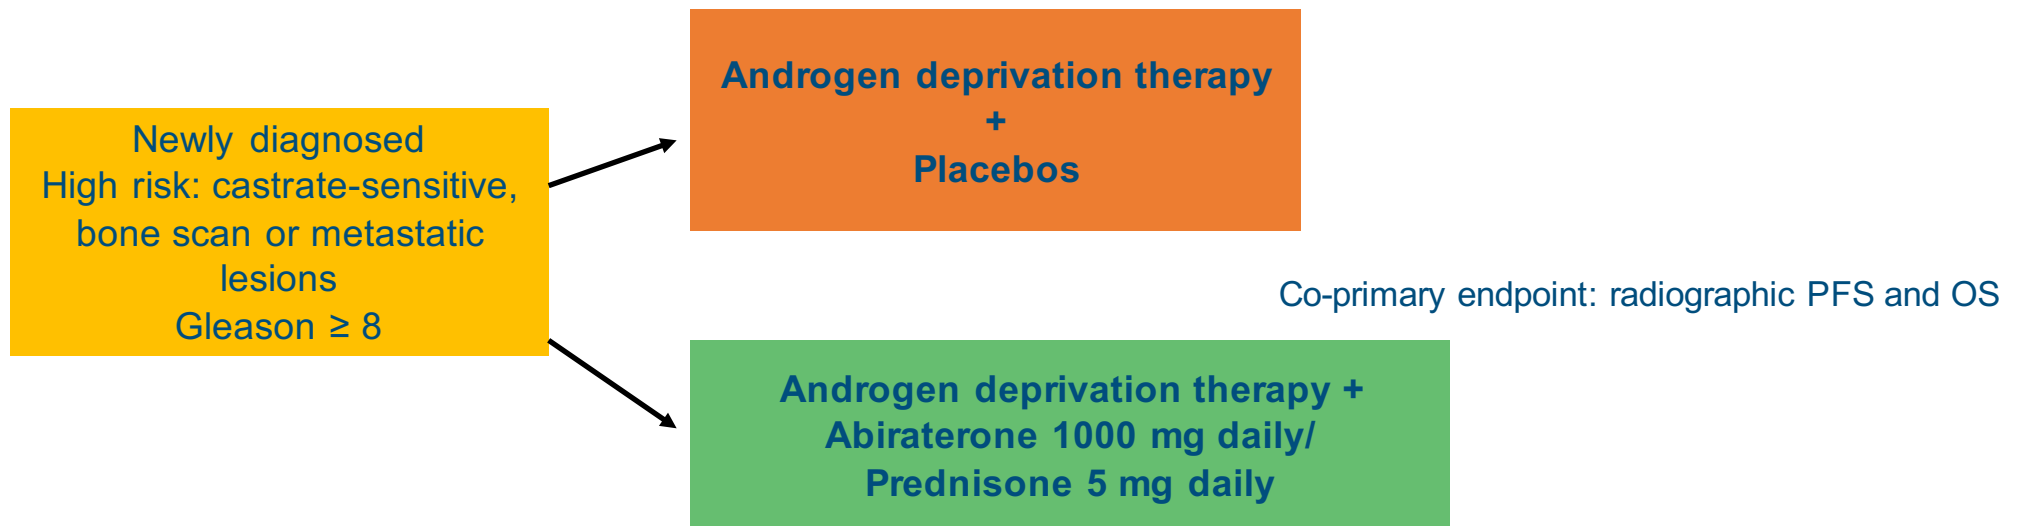 Newly diagnosed
High risk: castrate-sensitive,
bone scan or metastatic
lesions
Gleason ≥ 8
Androgen deprivation therapy
+
Placebos
Co-primary endpoint: radiographic PFS and OS
Androgen deprivation therapy +
Abiraterone 1000 mg daily/
Prednisone 5 mg daily